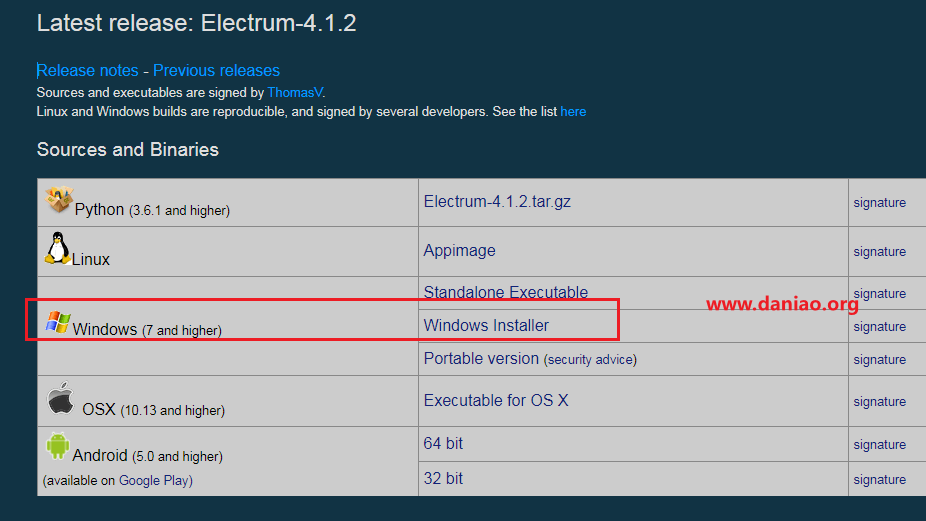 Latest release: Electrum-4.1.2
Release notes - Previous releases
Sources and executables are signed by ThomasV.
Linux and Windows builds are reproducible, and signed by several developers. See the list here
Sources and Binaries
Python (3.6.1 and higher) Electrum-4.1.2.tar.gz signature
Linux Appimage signature
Standalone Executable signature
www.daniao.org
Windows (7 and higher) Windows Installer signature
Portable version (security advice) signature
OSX (10.13 and higher) Executable for OS X signature
Android (5.0 and higher) 64 bit signature
(available on Google Play) 32 bit signature